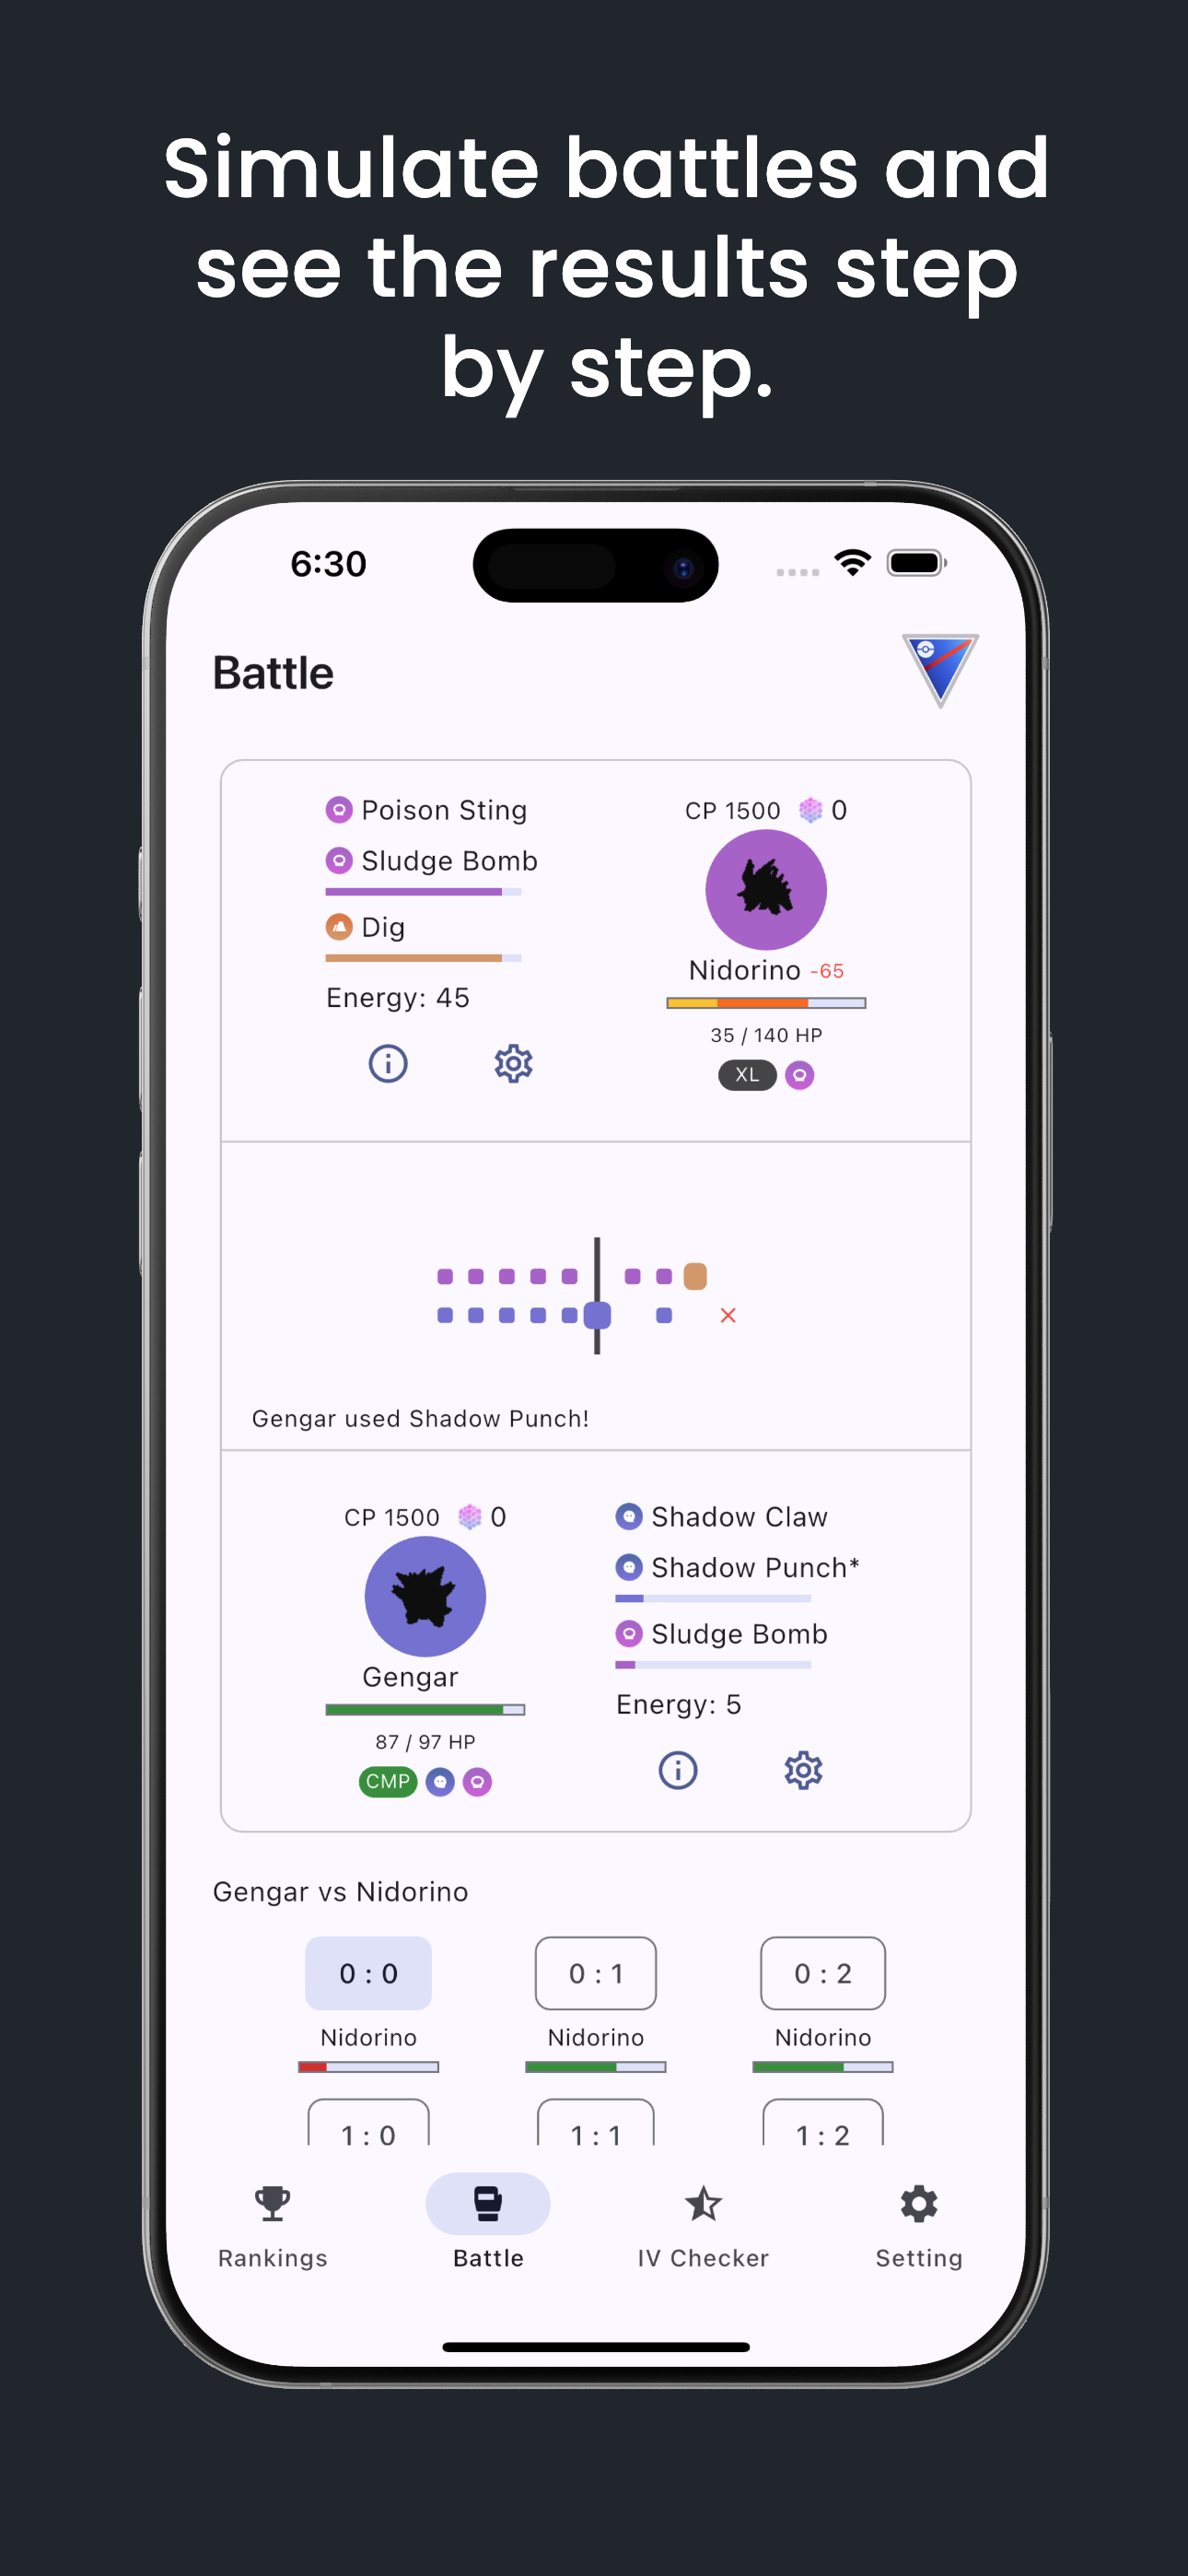 Simulate battles and
see the results step
by step.
6:30
Battle
Poison Sting
Sludge Bomb
Dig
Energy: 45
CP 1500 0
Nidorino -65
35 / 140 HP
XL
Gengar used Shadow Punch!
CP 1500 0
Gengar
87 / 97 HP
CMP
Shadow Claw
Shadow Punch*
Sludge Bomb
Energy: 5
Gengar vs Nidorino
0 : 0 0 : 1 0 : 2
Nidorino Nidorino Nidorino
1 : 0 1 : 1 1 : 2
Rankings Battle IV Checker Setting